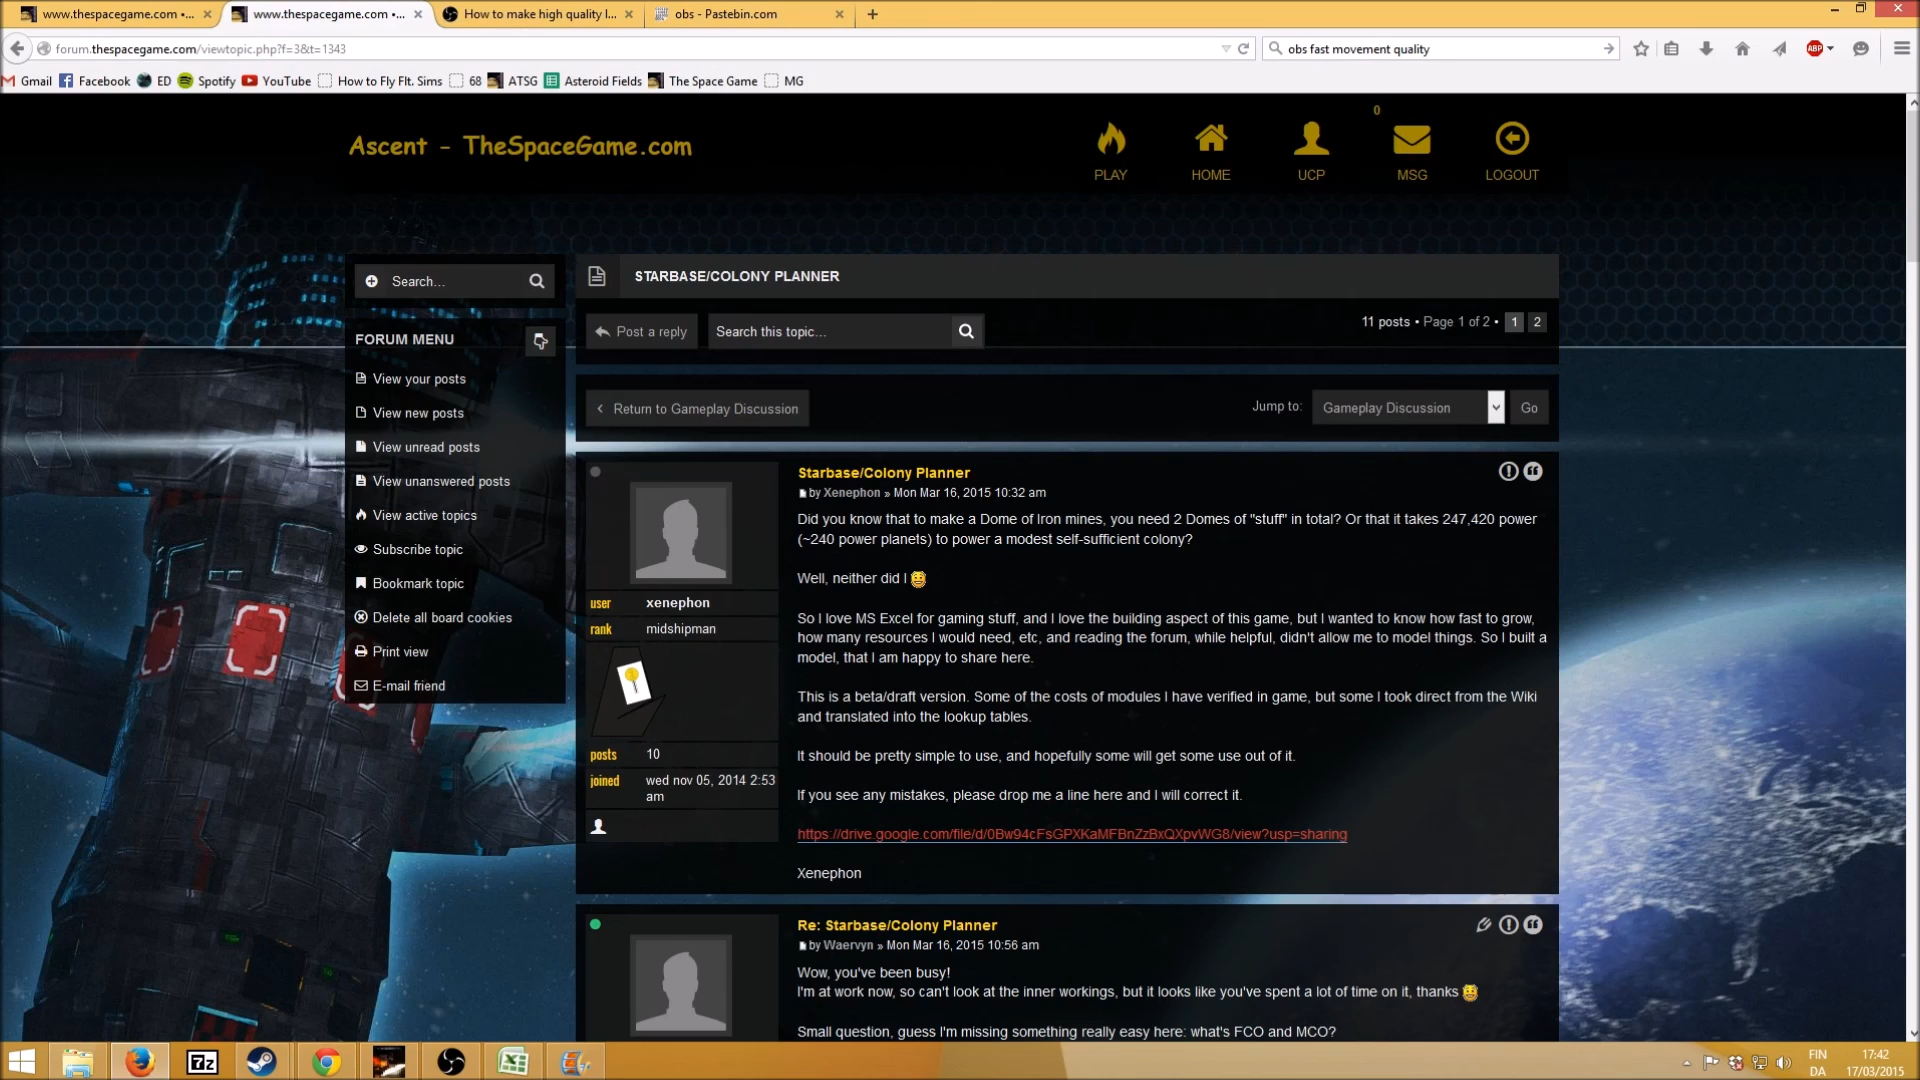 www.thespacegame.com •...
www.thespacegame.com •...
How to make high quality l...
obs - Pastebin.com
forum.thespacegame.com/viewtopic.php?f=3&t=1343
obs fast movement quality
ABP
Gmail
Facebook
ED
Spotify
YouTube
How to Fly Flt. Sims
68
ATSG
Asteroid Fields
The Space Game
MG
Ascent - TheSpaceGame.com
0
PLAY
HOME
UCP
MSG
LOGOUT
Search...
STARBASE/COLONY PLANNER
Post a reply
Search this topic...
11 posts • Page 1 of 2 • 1 2
FORUM MENU
View your posts
View new posts
View unread posts
View unanswered posts
View active topics
Subscribe topic
Bookmark topic
Delete all board cookies
Print view
E-mail friend
Return to Gameplay Discussion
Jump to:
Gameplay Discussion
Go
user xenephon
rank midshipman
posts 10
joined wed nov 05, 2014 2:53
am
Starbase/Colony Planner
by Xenephon » Mon Mar 16, 2015 10:32 am
Did you know that to make a Dome of Iron mines, you need 2 Domes of "stuff" in total? Or that it takes 247,420 power
(~240 power planets) to power a modest self-sufficient colony?
Well, neither did I
So I love MS Excel for gaming stuff, and I love the building aspect of this game, but I wanted to know how fast to grow,
how many resources I would need, etc, and reading the forum, while helpful, didn't allow me to model things. So I built a
model, that I am happy to share here.
This is a beta/draft version. Some of the costs of modules I have verified in game, but some I took direct from the Wiki
and translated into the lookup tables.
It should be pretty simple to use, and hopefully some will get some use out of it.
If you see any mistakes, please drop me a line here and I will correct it.
https://drive.google.com/file/d/0Bw94cFsGPXKaMFBnZzBxQXpvWG8/view?usp=sharing
Xenephon
Re: Starbase/Colony Planner
by Waervyn » Mon Mar 16, 2015 10:56 am
Wow, you've been busy!
I'm at work now, so can't look at the inner workings, but it looks like you've spent a lot of time on it, thanks
Small question, guess I'm missing something really easy here: what's FCO and MCO?
7z
FIN
DA
17:42
17/03/2015